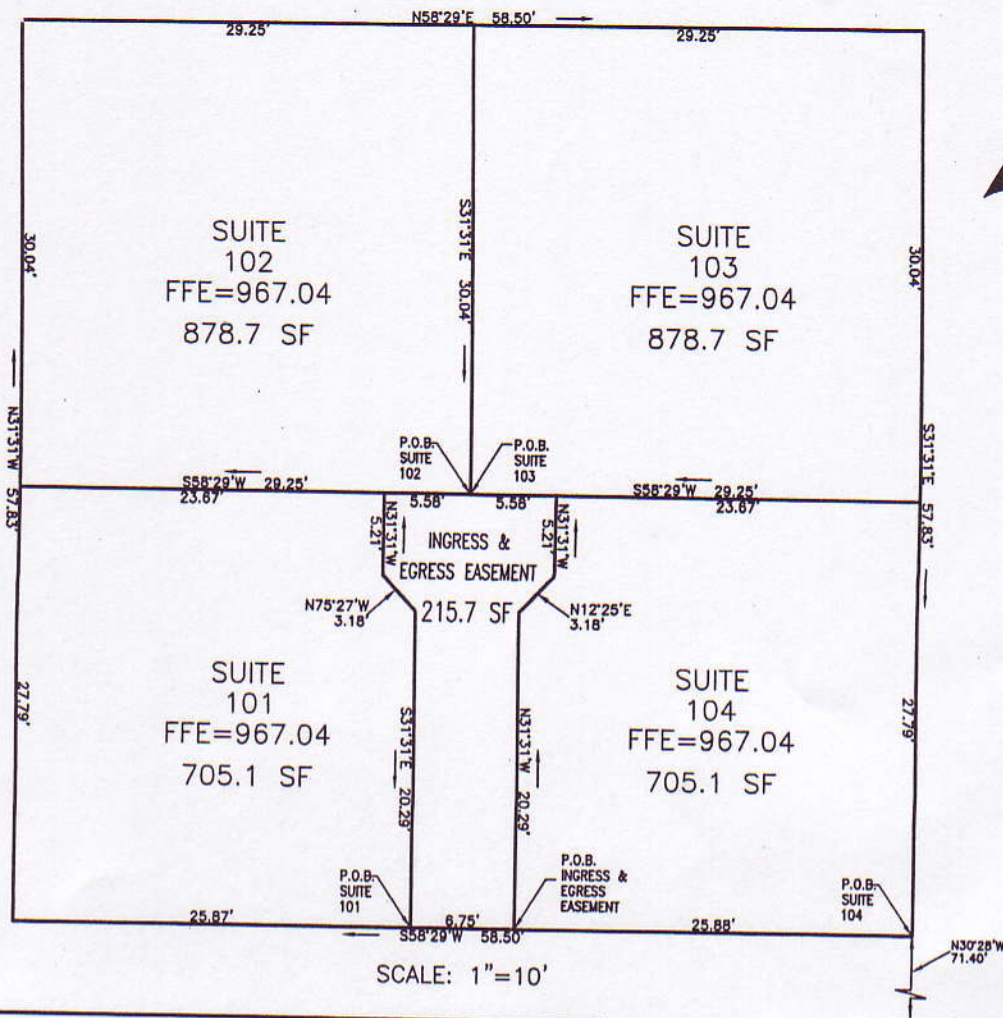 N58°29'E 58.50'
29.25'
29.25'
S31°31'E 30.04'
30.04'
30.04'
SUITE
102
FFE=967.04
878.7 SF
SUITE
103
FFE=967.04
878.7 SF
N31°31'W 57.83'
S31°31'E 57.83'
P.O.B.
SUITE
102
P.O.B.
SUITE
103
S58°29'W 29.25'
23.67'
5.58'
5.58'
S58°29'W 29.25'
23.67'
N31°31'W
5.21'
N31°31'W
5.21'
INGRESS &
EGRESS EASEMENT
215.7 SF
N75°27'W
3.18'
N12°25'E
3.18'
SUITE
101
FFE=967.04
705.1 SF
SUITE
104
FFE=967.04
705.1 SF
27.79'
27.79'
S31°31'E 20.29'
N31°31'W 20.29'
P.O.B.
SUITE
101
P.O.B.
INGRESS &
EGRESS
EASEMENT
P.O.B.
SUITE
104
25.87'
6.75'
25.88'
S58°29'W 58.50'
N30°28'W
71.40'
SCALE: 1"=10'